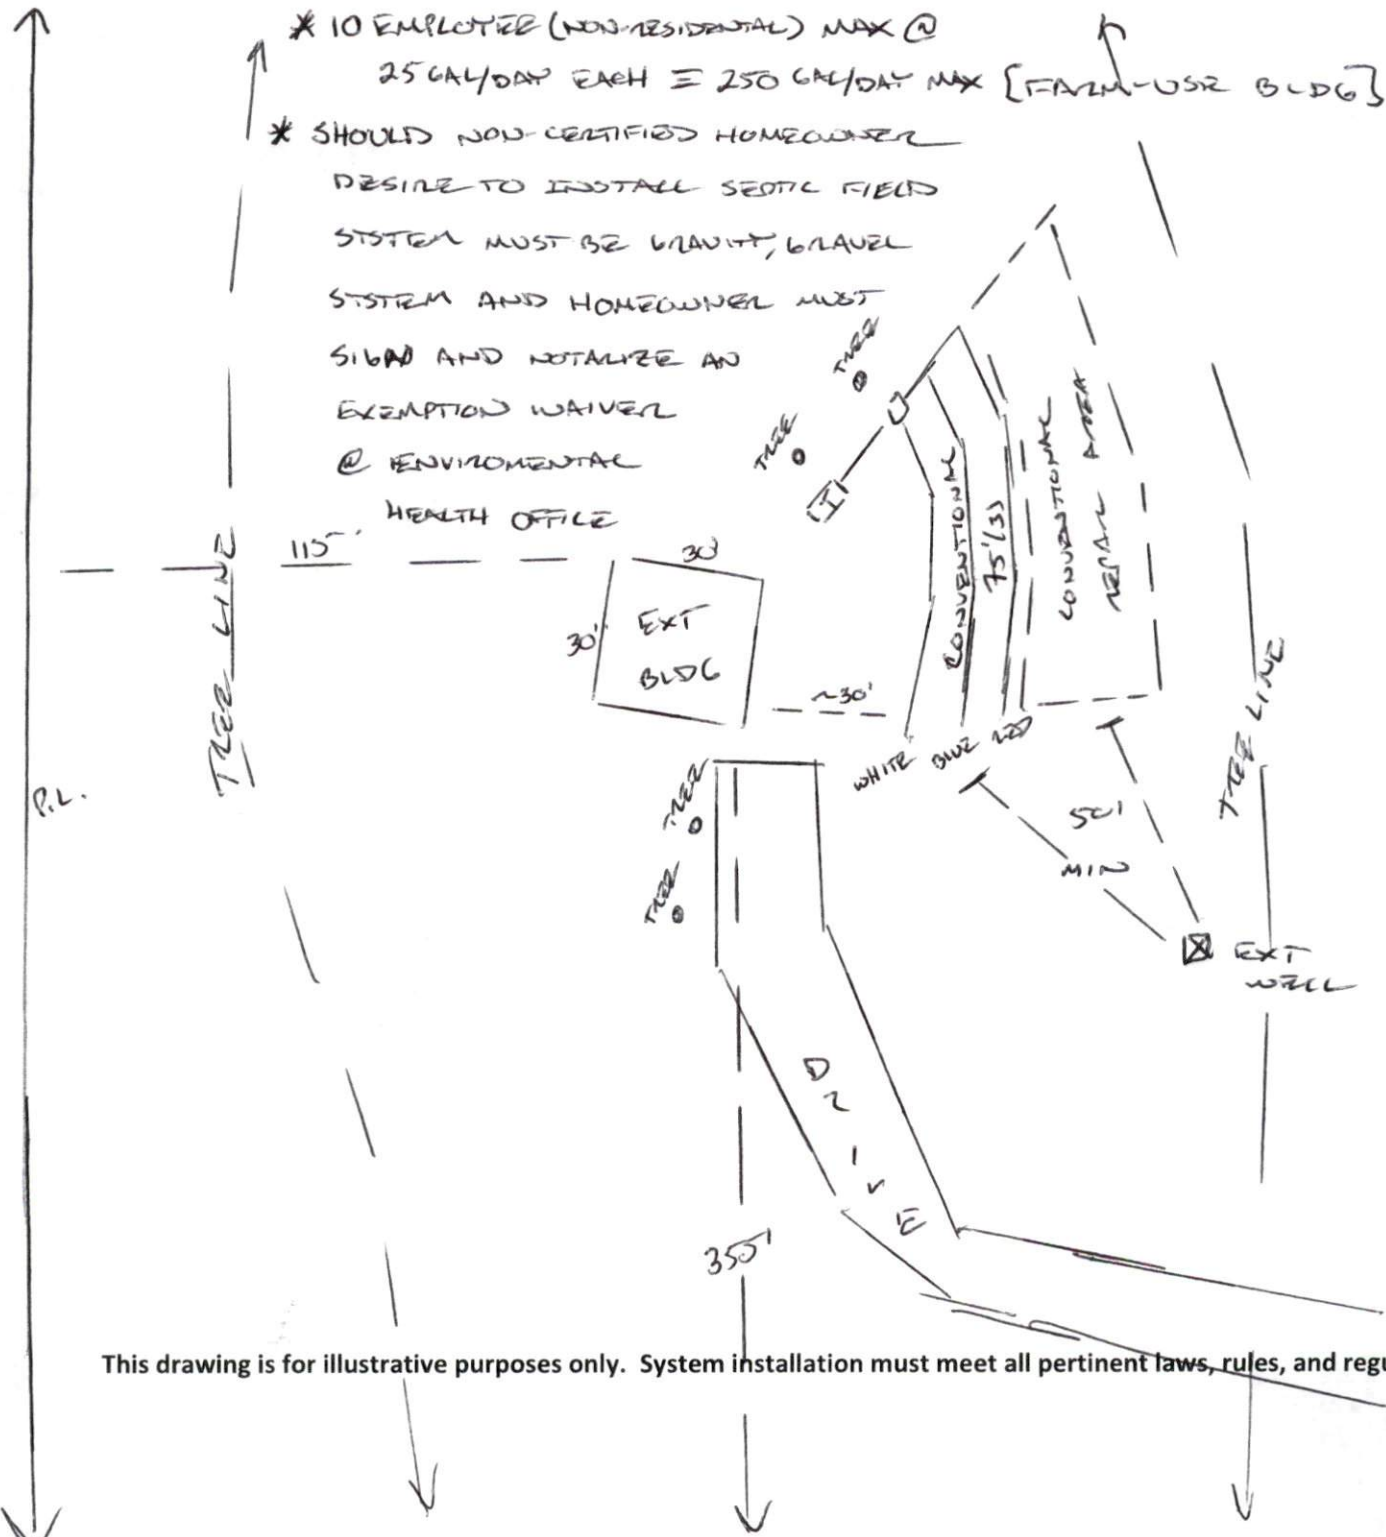 * 10 EMPLOYEE (NON-RESIDENTAL) MAX @
25 GAL/DAY EACH = 250 GAL/DAY MAX [FARM-USE BLDG]
* SHOULD NON-CERTIFIED HOMEOWNER
DESIRE TO INSTALL SEPTIC FIELD
SYSTEM MUST BE GRAVITY, GRAVEL
SYSTEM AND HOMEOWNER MUST
SIGN AND NOTARIZE AN
EXEMPTION WAIVER
@ ENVIROMENTAL
HEALTH OFFICE
TREE
TREE
115'
30'
30'
EXT
BLDG
TREE LINE
CONVENTIONAL
75'(3)
CONVENTIONAL
REPAIR AREA
~30'
WHITE BLUE RED
TREE LINE
P.L.
TREE
TREE
50'
MIN
EXT
WELL
DRIVE
355'
This drawing is for illustrative purposes only. System installation must meet all pertinent laws, rules, and regu